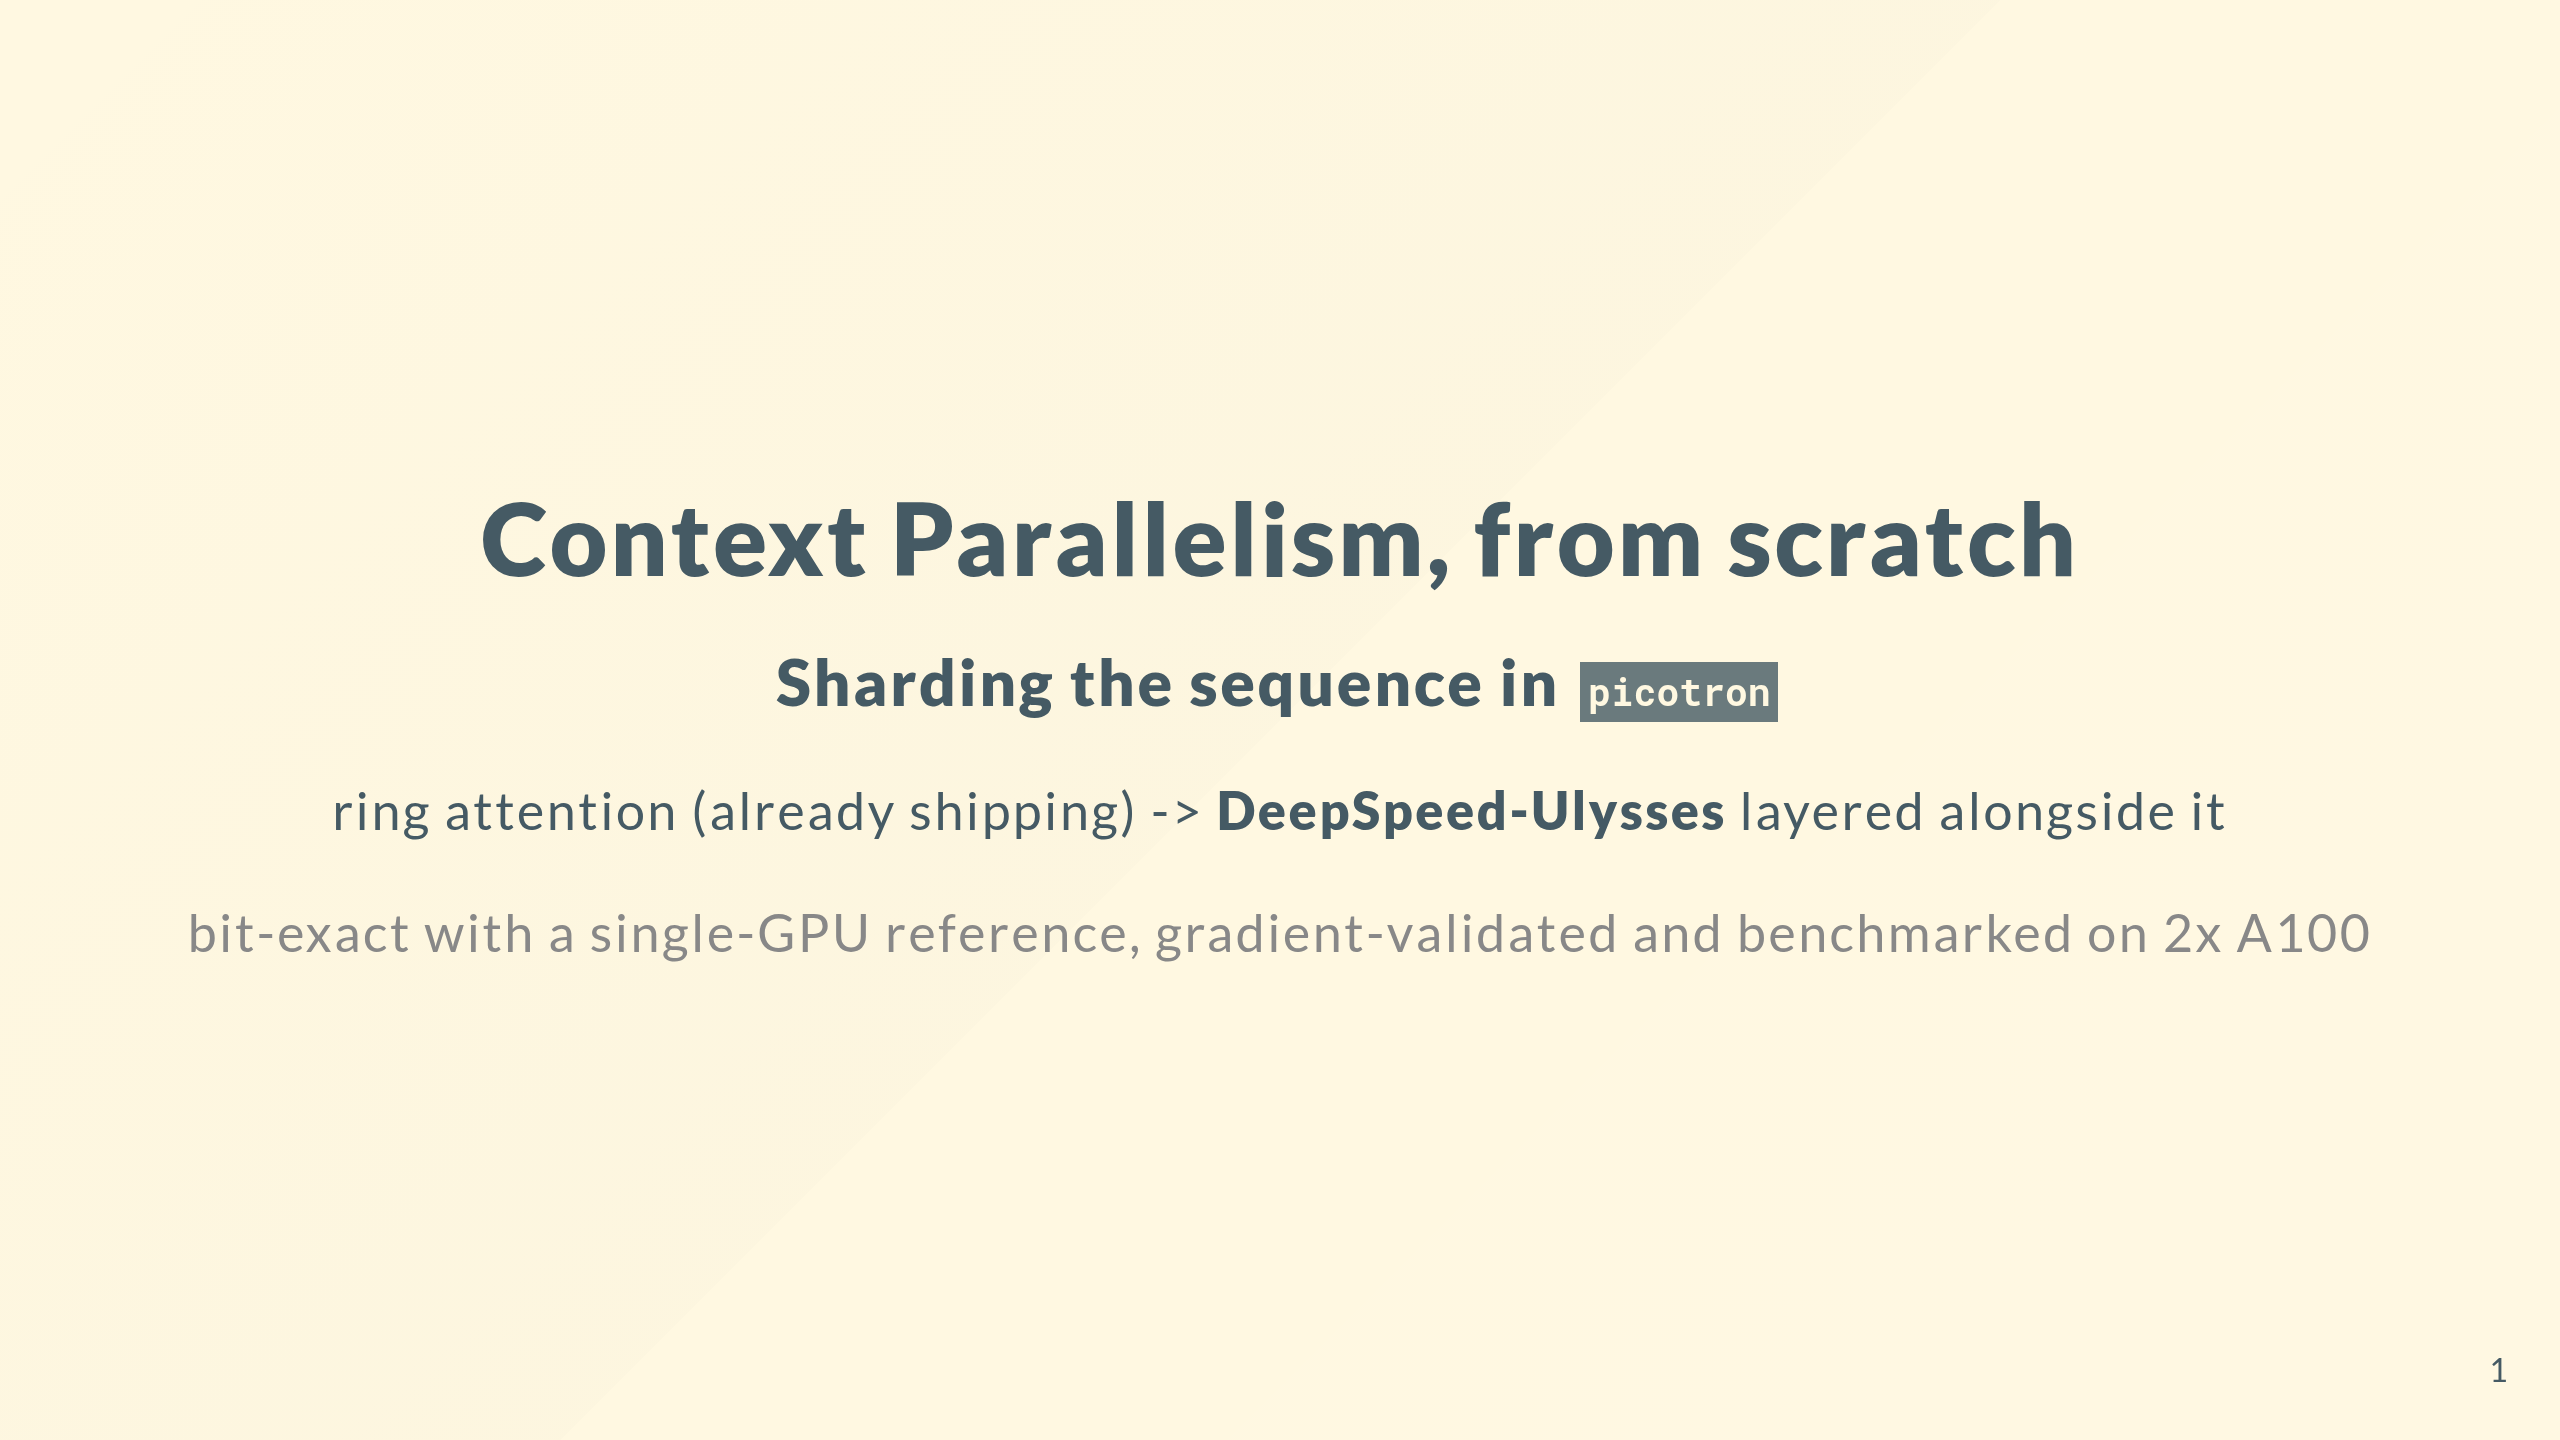 Context Parallelism, from scratch
Sharding the sequence in picotron
ring attention (already shipping) -> DeepSpeed-Ulysses layered alongside it
bit-exact with a single-GPU reference, gradient-validated and benchmarked on 2x A100
1